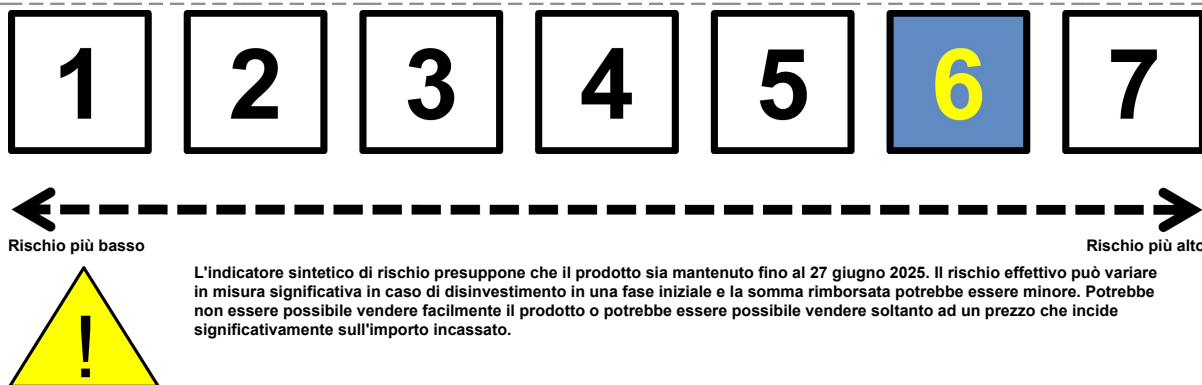 1 2 3 4 5 6 7
Rischio più basso Rischio più alto
L'indicatore sintetico di rischio presuppone che il prodotto sia mantenuto fino al 27 giugno 2025. Il rischio effettivo può variare
in misura significativa in caso di disinvestimento in una fase iniziale e la somma rimborsata potrebbe essere minore. Potrebbe
non essere possibile vendere facilmente il prodotto o potrebbe essere possibile vendere soltanto ad un prezzo che incide
significativamente sull'importo incassato.
!